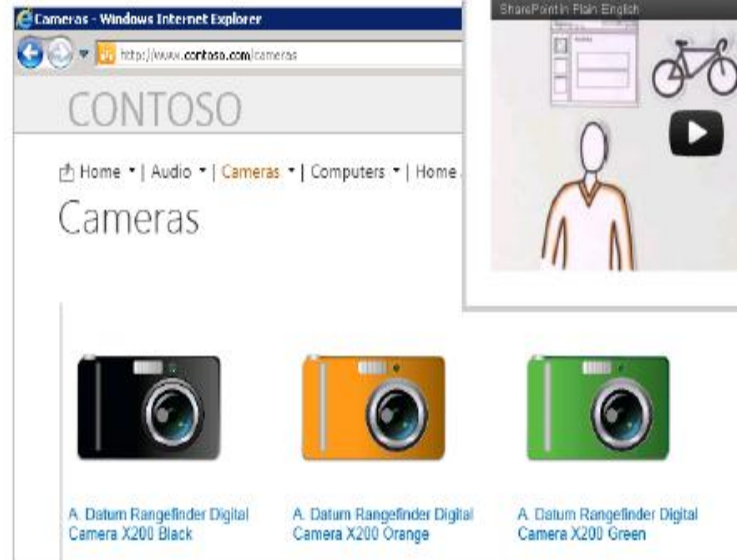 Cameras - Windows Internet Explorer
SharePoint in Plain English
http://www.contoso.com/cameras
CONTOSO
Home | Audio | Cameras | Computers | Home
Cameras
A. Datum Rangefinder Digital
Camera X200 Black
A. Datum Rangefinder Digital
Camera X200 Orange
A. Datum Rangefinder Digital
Camera X200 Green